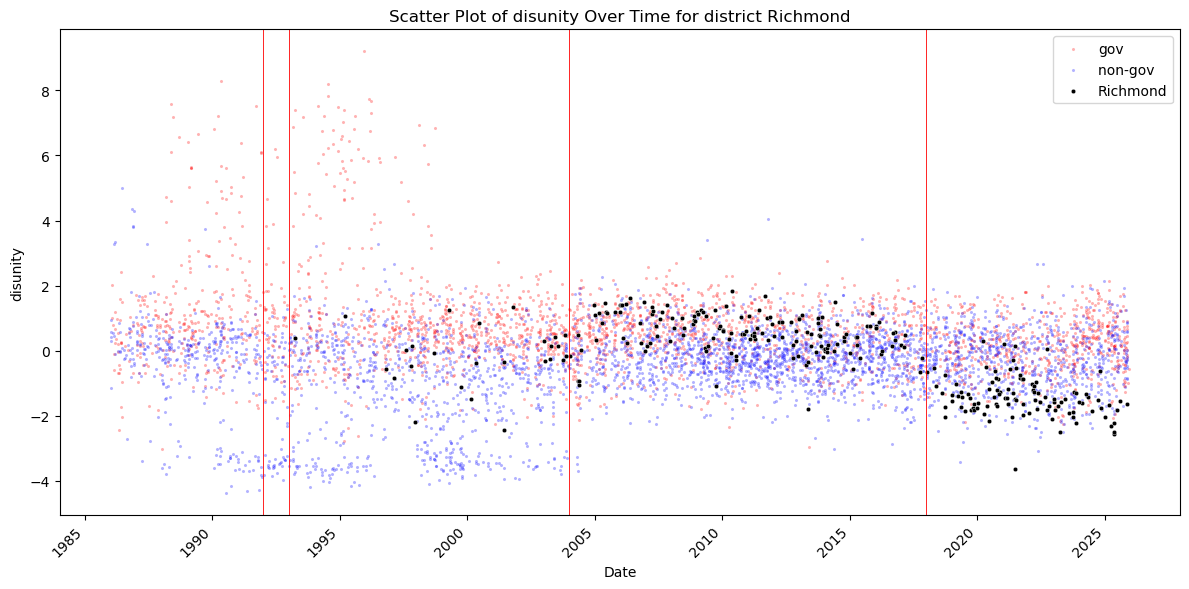 Scatter Plot of disunity Over Time for district Richmond
gov
non-gov
Richmond
disunity
8
6
4
2
0
−2
−4
1985
1990
1995
2000
2005
2010
2015
2020
2025
Date